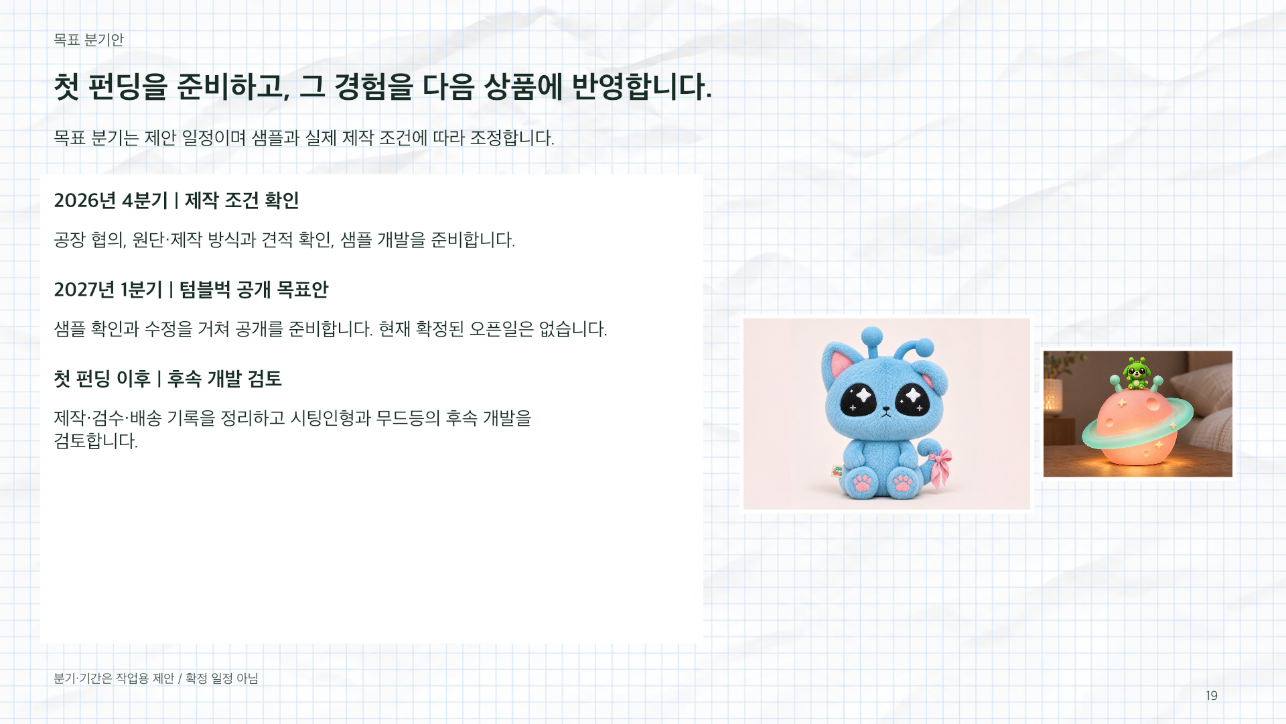 목표 분기안
첫 펀딩을 준비하고, 그 경험을 다음 상품에 반영합니다.
목표 분기는 제안 일정이며 샘플과 실제 제작 조건에 따라 조정합니다.
2026년 4분기 | 제작 조건 확인
공장 협의, 원단·제작 방식과 견적 확인, 샘플 개발을 준비합니다.
2027년 1분기 | 텀블벅 공개 목표안
샘플 확인과 수정을 거쳐 공개를 준비합니다. 현재 확정된 오픈일은 없습니다.
첫 펀딩 이후 | 후속 개발 검토
제작·검수·배송 기록을 정리하고 시팅인형과 무드등의 후속 개발을
검토합니다.
분기·기간은 작업용 제안 / 확정 일정 아님
19